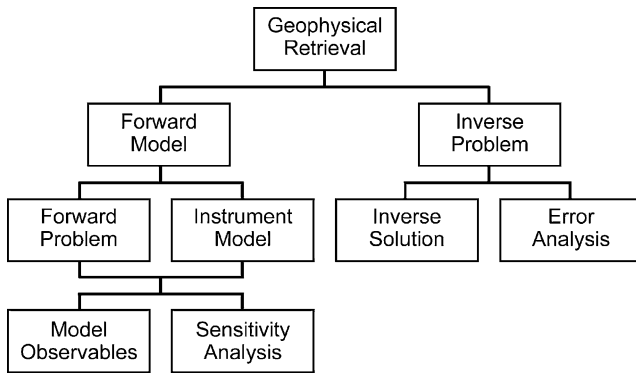 Geophysical
Retrieval
Forward
Model
Inverse
Problem
Forward
Problem
Instrument
Model
Inverse
Solution
Error
Analysis
Model
Observables
Sensitivity
Analysis